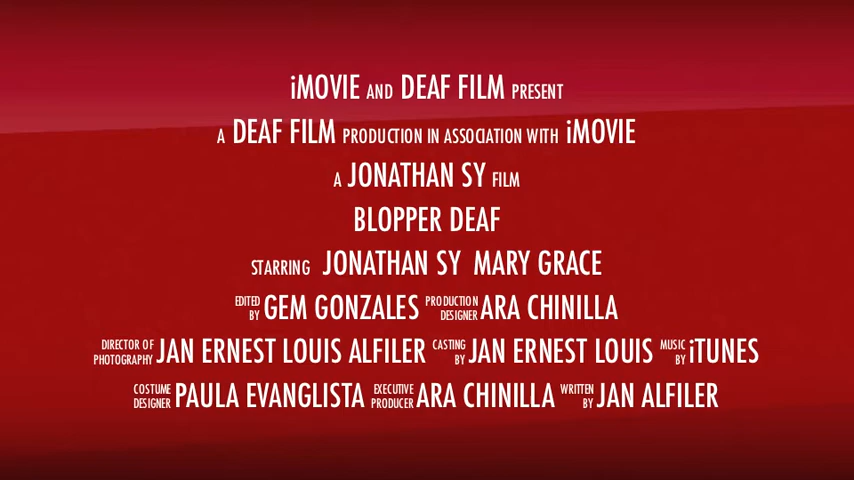 iMOVIE AND DEAF FILM PRESENT
A DEAF FILM PRODUCTION IN ASSOCIATION WITH iMOVIE
A JONATHAN SY FILM
BLOPPER DEAF
STARRING JONATHAN SY MARY GRACE
EDITED BY GEM GONZALES PRODUCTION DESIGNER ARA CHINILLA
DIRECTOR OF PHOTOGRAPHY JAN ERNEST LOUIS ALFILER CASTING BY JAN ERNEST LOUIS MUSIC BY iTUNES
COSTUME DESIGNER PAULA EVANGLISTA EXECUTIVE PRODUCER ARA CHINILLA WRITTEN BY JAN ALFILER